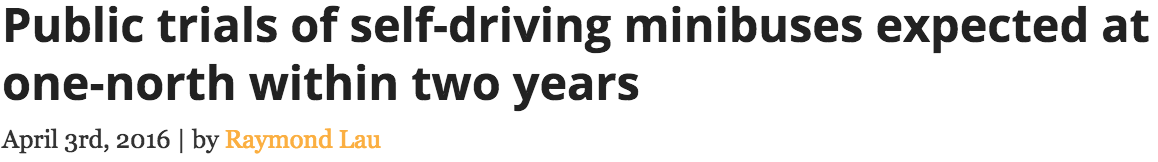 Public trials of self-driving minibuses expected at
one-north within two years
April 3rd, 2016 | by Raymond Lau